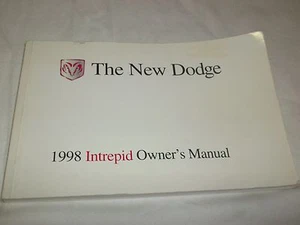 The New Dodge
1998 Intrepid Owner's Manual